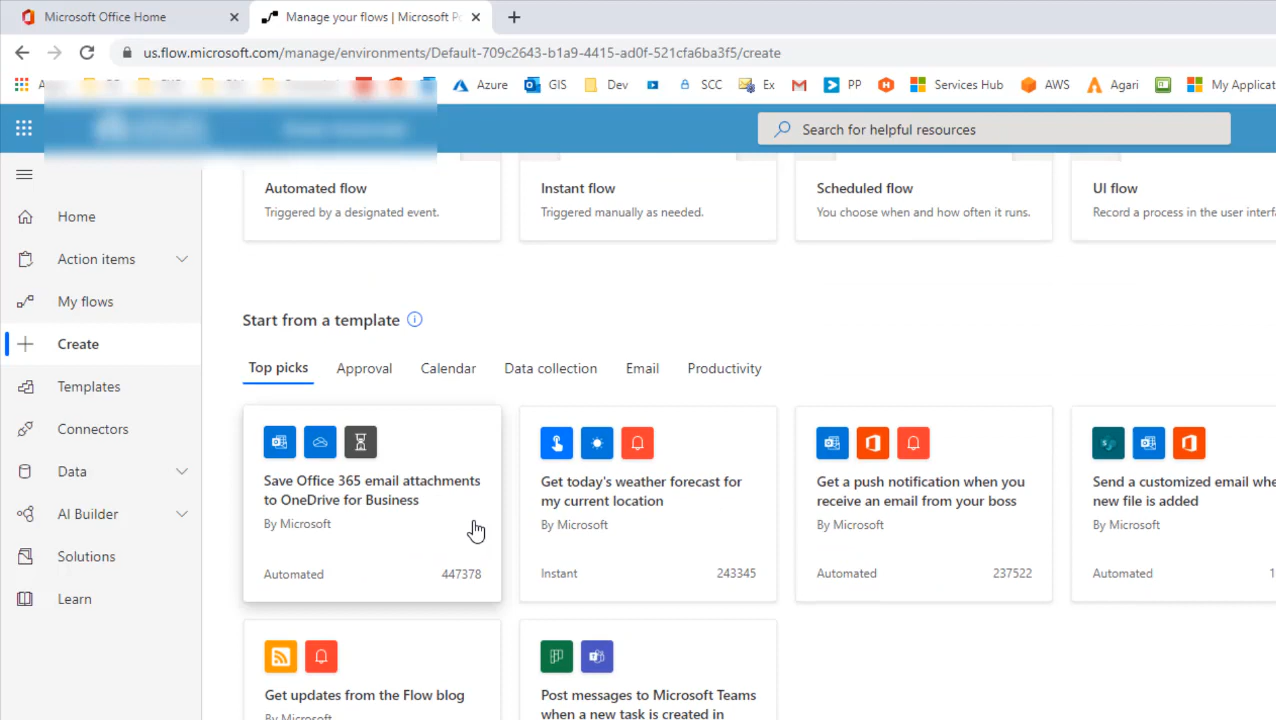 Microsoft Office Home
Manage your flows | Microsoft Po
us.flow.microsoft.com/manage/environments/Default-709c2643-b1a9-4415-ad0f-521cfa6ba3f5/create
Azure GIS Dev SCC Ex PP Services Hub AWS Agari My Applicat
Search for helpful resources
Automated flow
Triggered by a designated event.
Instant flow
Triggered manually as needed.
Scheduled flow
You choose when and how often it runs.
UI flow
Record a process in the user interfa
Home
Action items
My flows
Create
Templates
Connectors
Data
AI Builder
Solutions
Learn
Start from a template
Top picks Approval Calendar Data collection Email Productivity
Save Office 365 email attachments
to OneDrive for Business
By Microsoft
Automated 447378
Get today's weather forecast for
my current location
By Microsoft
Instant 243345
Get a push notification when you
receive an email from your boss
By Microsoft
Automated 237522
Send a customized email whe
new file is added
By Microsoft
Automated 1
Get updates from the Flow blog
By Microsoft
Post messages to Microsoft Teams
when a new task is created in